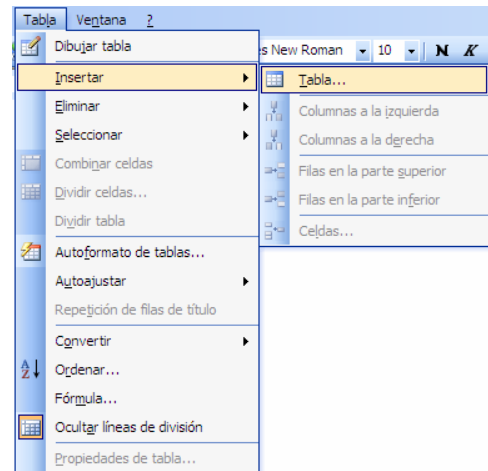 Tabla Ventana ?
Dibujar tabla
s New Roman 10 N K
Insertar
Tabla...
Columnas a la izquierda
Columnas a la derecha
Filas en la parte superior
Filas en la parte inferior
Celdas...
Eliminar
Seleccionar
Combinar celdas
Dividir celdas...
Dividir tabla
Autoformato de tablas...
Autoajustar
Repetición de filas de título
Convertir
Ordenar...
Fórmula...
Ocultar líneas de división
Propiedades de tabla...